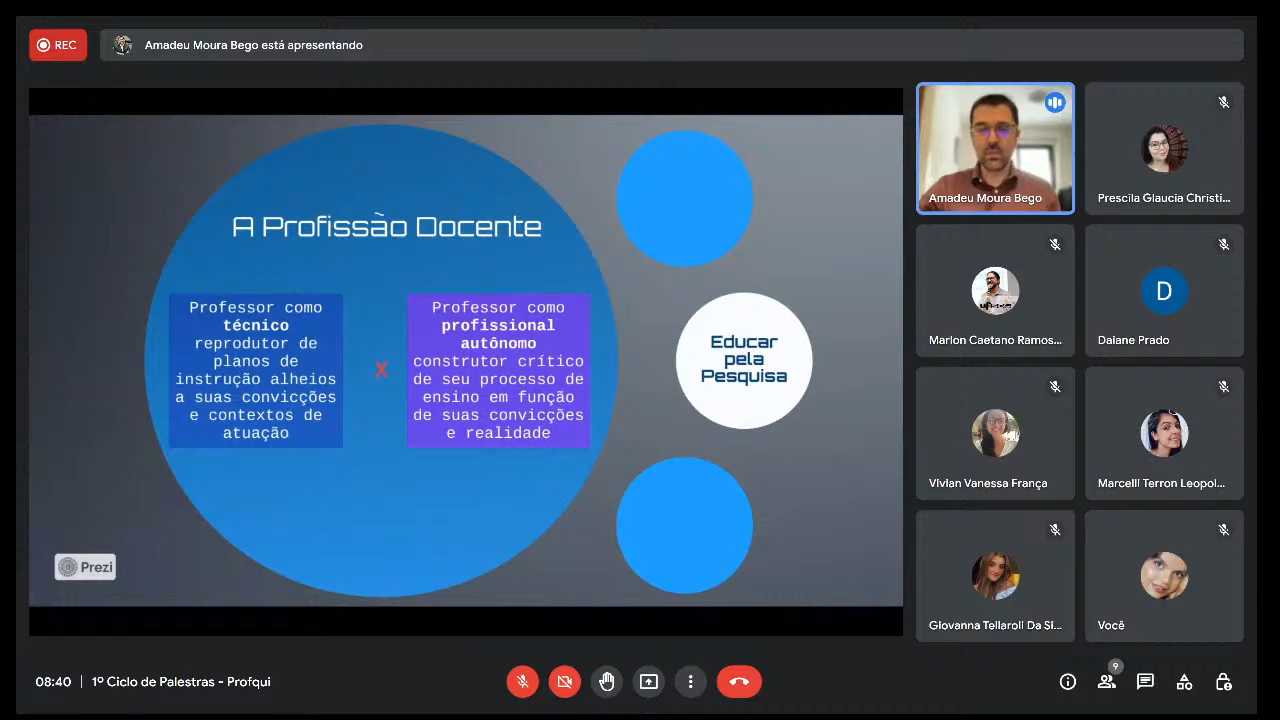 REC
Amadeu Moura Bego está apresentando
A Profissão Docente
Professor como
técnico
reprodutor de
planos de
instrução alheios
a suas convicções
e contextos de
atuação
X
Professor como
profissional
autônomo
construtor crítico
de seu processo de
ensino em função
de suas convicções
e realidade
Educar
pela
Pesquisa
Prezi
Amadeu Moura Bego
Prescila Glaucia Christi...
Marlon Caetano Ramos...
D
Daiane Prado
Vivian Vanessa França
Marcelli Terron Leopol...
Giovanna Tellaroli Da Si...
Você
08:40 | 1º Ciclo de Palestras - Profqui
9